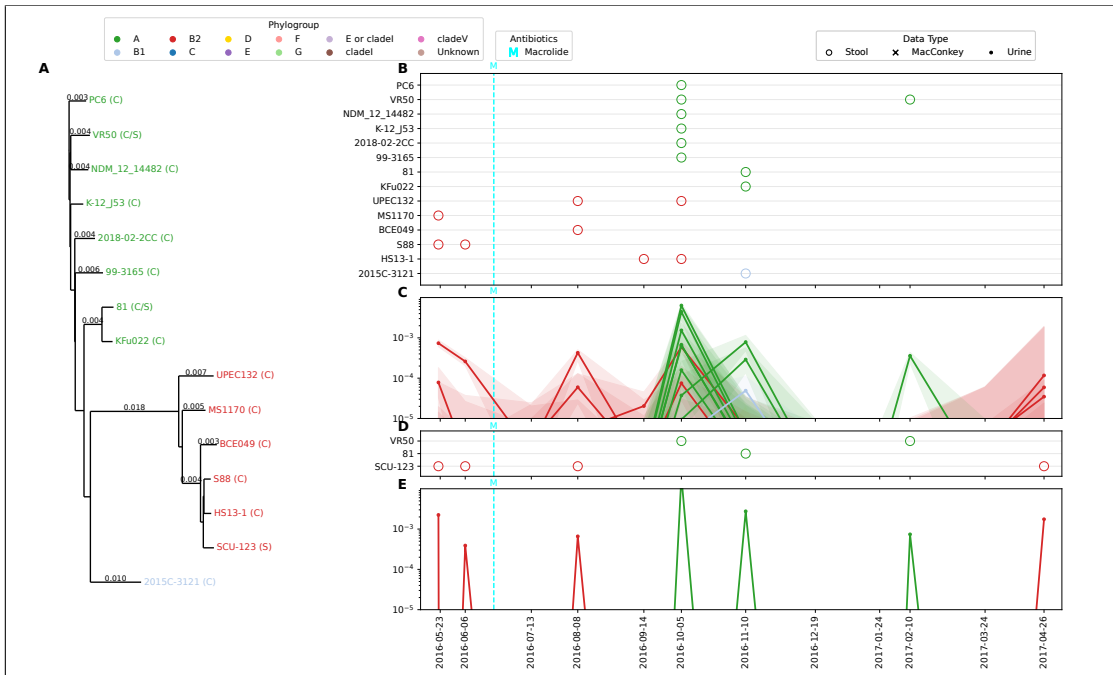 Phylogroup
A
B2
D
F
E or cladeI
cladeV
B1
C
E
G
cladeI
Unknown
Antibiotics
M Macrolide
Data Type
Stool
MacConkey
Urine
A
0.003
PC6 (C)
0.004
VR50 (C/S)
0.004
NDM_12_14482 (C)
K-12_J53 (C)
0.004
2018-02-2CC (C)
0.006
99-3165 (C)
81 (C/S)
0.004
KFu022 (C)
0.007
UPEC132 (C)
0.018
0.005
MS1170 (C)
0.003
BCE049 (C)
0.004
S88 (C)
HS13-1 (C)
SCU-123 (S)
0.010
2015C-3121 (C)
B
M
PC6
VR50
NDM_12_14482
K-12_J53
2018-02-2CC
99-3165
81
KFu022
UPEC132
MS1170
BCE049
S88
HS13-1
2015C-3121
C
M
10⁻³
10⁻⁴
10⁻⁵
D
VR50
81
SCU-123
E
M
10⁻³
10⁻⁴
10⁻⁵
2016-05-23
2016-06-06
2016-07-13
2016-08-08
2016-09-14
2016-10-05
2016-11-10
2016-12-19
2017-01-24
2017-02-10
2017-03-24
2017-04-26